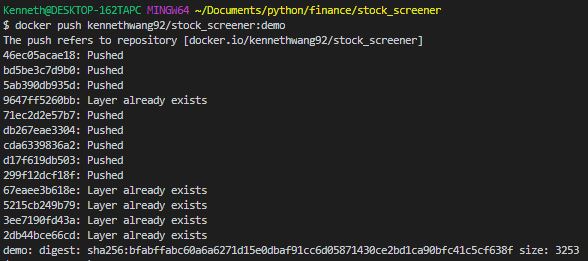 Kenneth@DESKTOP-162TAPC MINGW64 ~/Documents/python/finance/stock_screener
$ docker push kennethwang92/stock_screener:demo
The push refers to repository [docker.io/kennethwang92/stock_screener]
46ec05acae18: Pushed
bd5be3c7d9b0: Pushed
5ab390db935d: Pushed
9647ff5260bb: Layer already exists
71ec2d2e57b7: Pushed
db267eae3304: Pushed
cda6339836a2: Pushed
d17f619db503: Pushed
299f12dcf18f: Pushed
67eaee3b618e: Layer already exists
5215cb249b79: Layer already exists
3ee7190fd43a: Layer already exists
2db44bce66cd: Layer already exists
demo: digest: sha256:bfabffabc60a6a6271d15e0dbaf91cc6d05871430ce2bd1ca90bfc41c5cf638f size: 3253